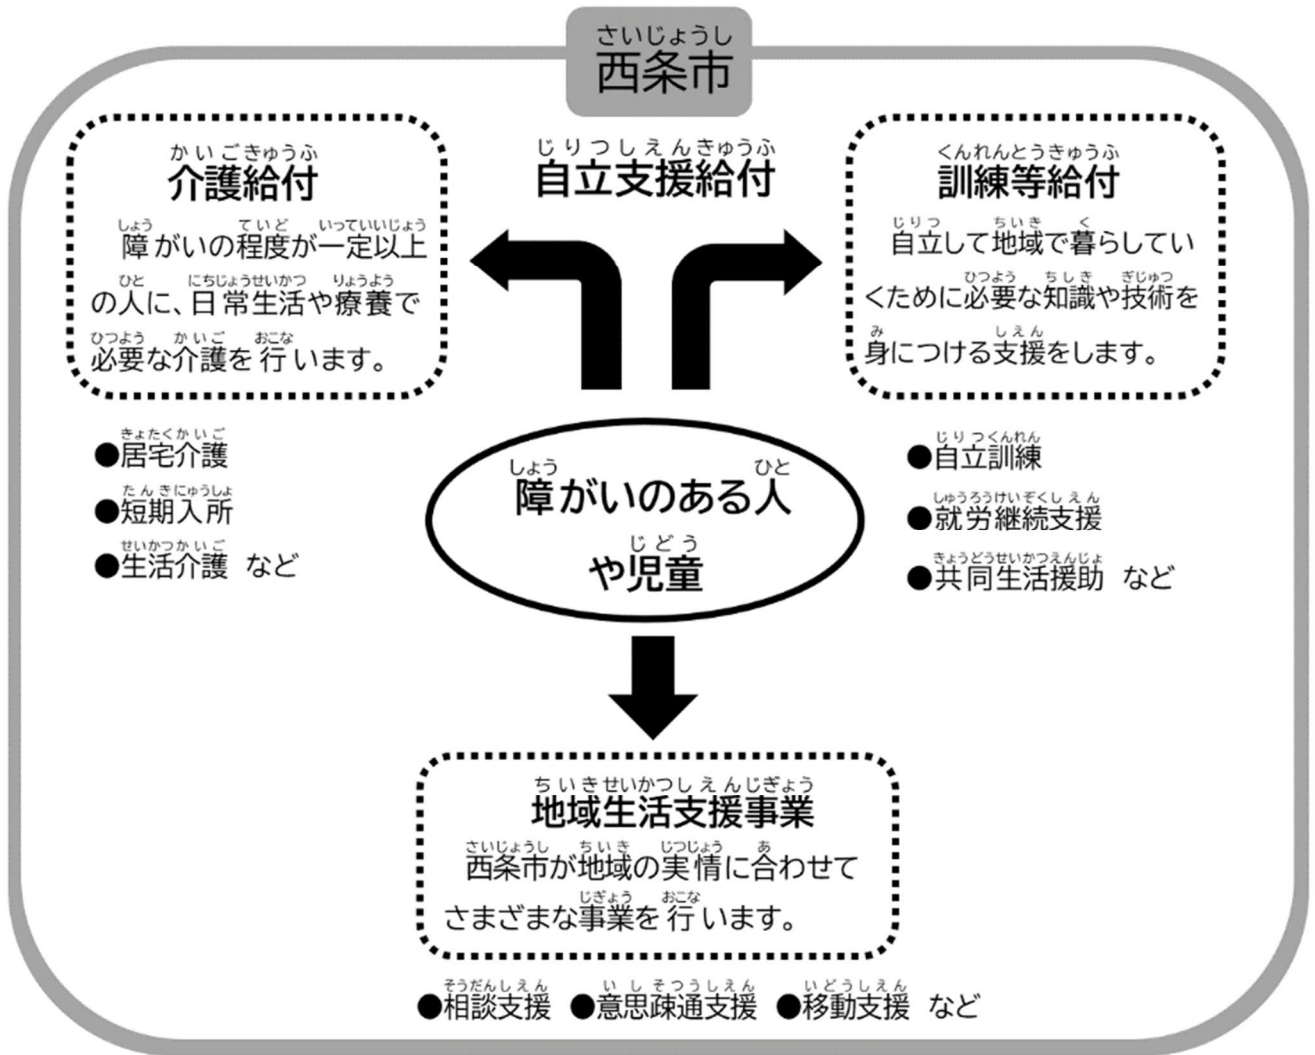 さいじょうし
西条市
かいごきゅうふ
介護給付
しょう ていど いっていいじょう
障がいの程度が一定以上
ひと にちじょうせいかつ りょうよう
の人に、日常生活や療養で
ひつよう かいご おこな
必要な介護を行います。
●きょたくかいご
●居宅介護
たんきにゅうしょ
●短期入所
せいかつかいご
●生活介護 など
じりつしえんきゅうふ
自立支援給付
くんれんとうきゅうふ
訓練等給付
じりつ ちいき く
自立して地域で暮らしてい
ひつよう ちしき ぎじゅつ
くために必要な知識や技術を
み しえん
身につける支援をします。
じりつくんれん
●自立訓練
しゅうろうけいぞくしえん
●就労継続支援
きょうどうせいかつえんじょ
●共同生活援助 など
しょう ひと
障がいのある人
じどう
や児童
ちいきせいかつしえんじぎょう
地域生活支援事業
さいじょうし ちいき じつじょう あ
西条市が地域の実情に合わせて
じぎょう おこな
さまざまな事業を行います。
そうだんしえん いしそつうしえん いどうしえん
●相談支援 ●意思疎通支援 ●移動支援 など